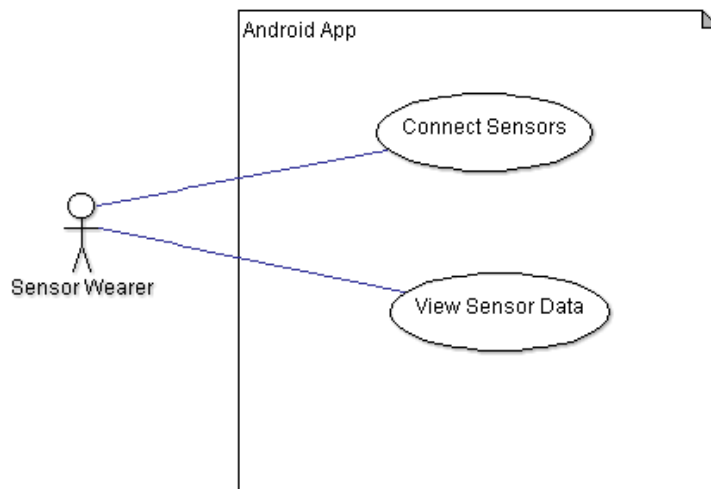 Android App
Connect Sensors
Sensor Wearer
View Sensor Data